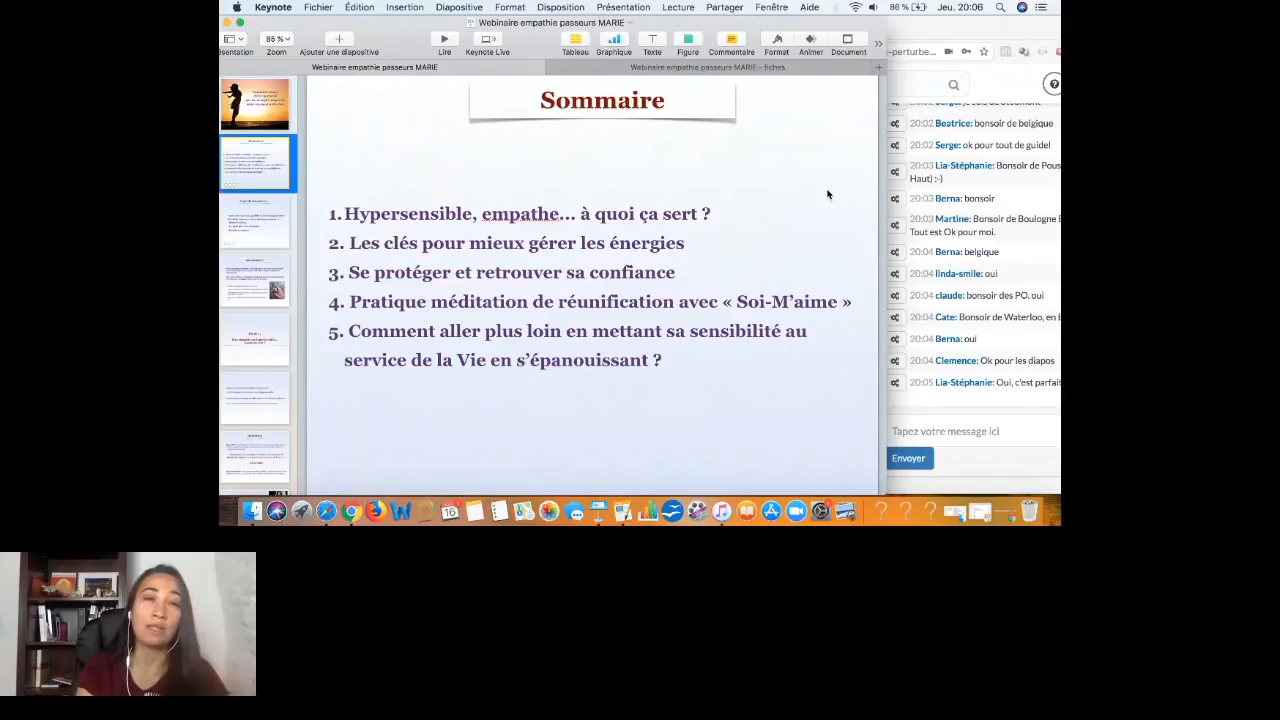 Keynote Fichier Édition Insertion Diapositive Format Disposition Présentation Lecture Partager Fenêtre Aide 86 % Jeu. 20:06
Webinaire empathie passeurs MARIE
85 %
Zoom Ajouter une diapositive Lire Keynote Live Tableau Graphique Texte Figure Commentaire Format Animer Document
Webinaire empathie passeurs MARIE Webinaire empathie passeurs MARIE - fiches
Sommaire
1. Hypersensible, empathe... à quoi ça sert ?
2. Les clés pour mieux gérer les énergies
3. Se protéger et retrouver sa confiance
4. Pratique méditation de réunification avec « Soi-M’aime »
5. Comment aller plus loin en mettant sa sensibilité au
service de la Vie en s’épanouissant ?
-perturbe...
20:02 Beatrice: bonsoir de belgique
20:02 Serge: ok pour tout de guidel
20:03 Lia-Stéphanie: Bonsoir de Pous
Haut) ;-)
20:03 Berna: bonsoir
20:03 Martine: Bonsoir de Boulogne B
Tout est Ok pour moi.
20:04 Berna: belgique
20:04 linda-smile: oui
20:04 claude: bonsoir des PO. oui
20:04 Cate: Bonsoir de Waterloo, en B
20:04 Berna: oui
20:04 Clemence: Ok pour les diapos
20:05 Lia-Stéphanie: Oui, c'est parfait
Tapez votre message ici
Envoyer
16